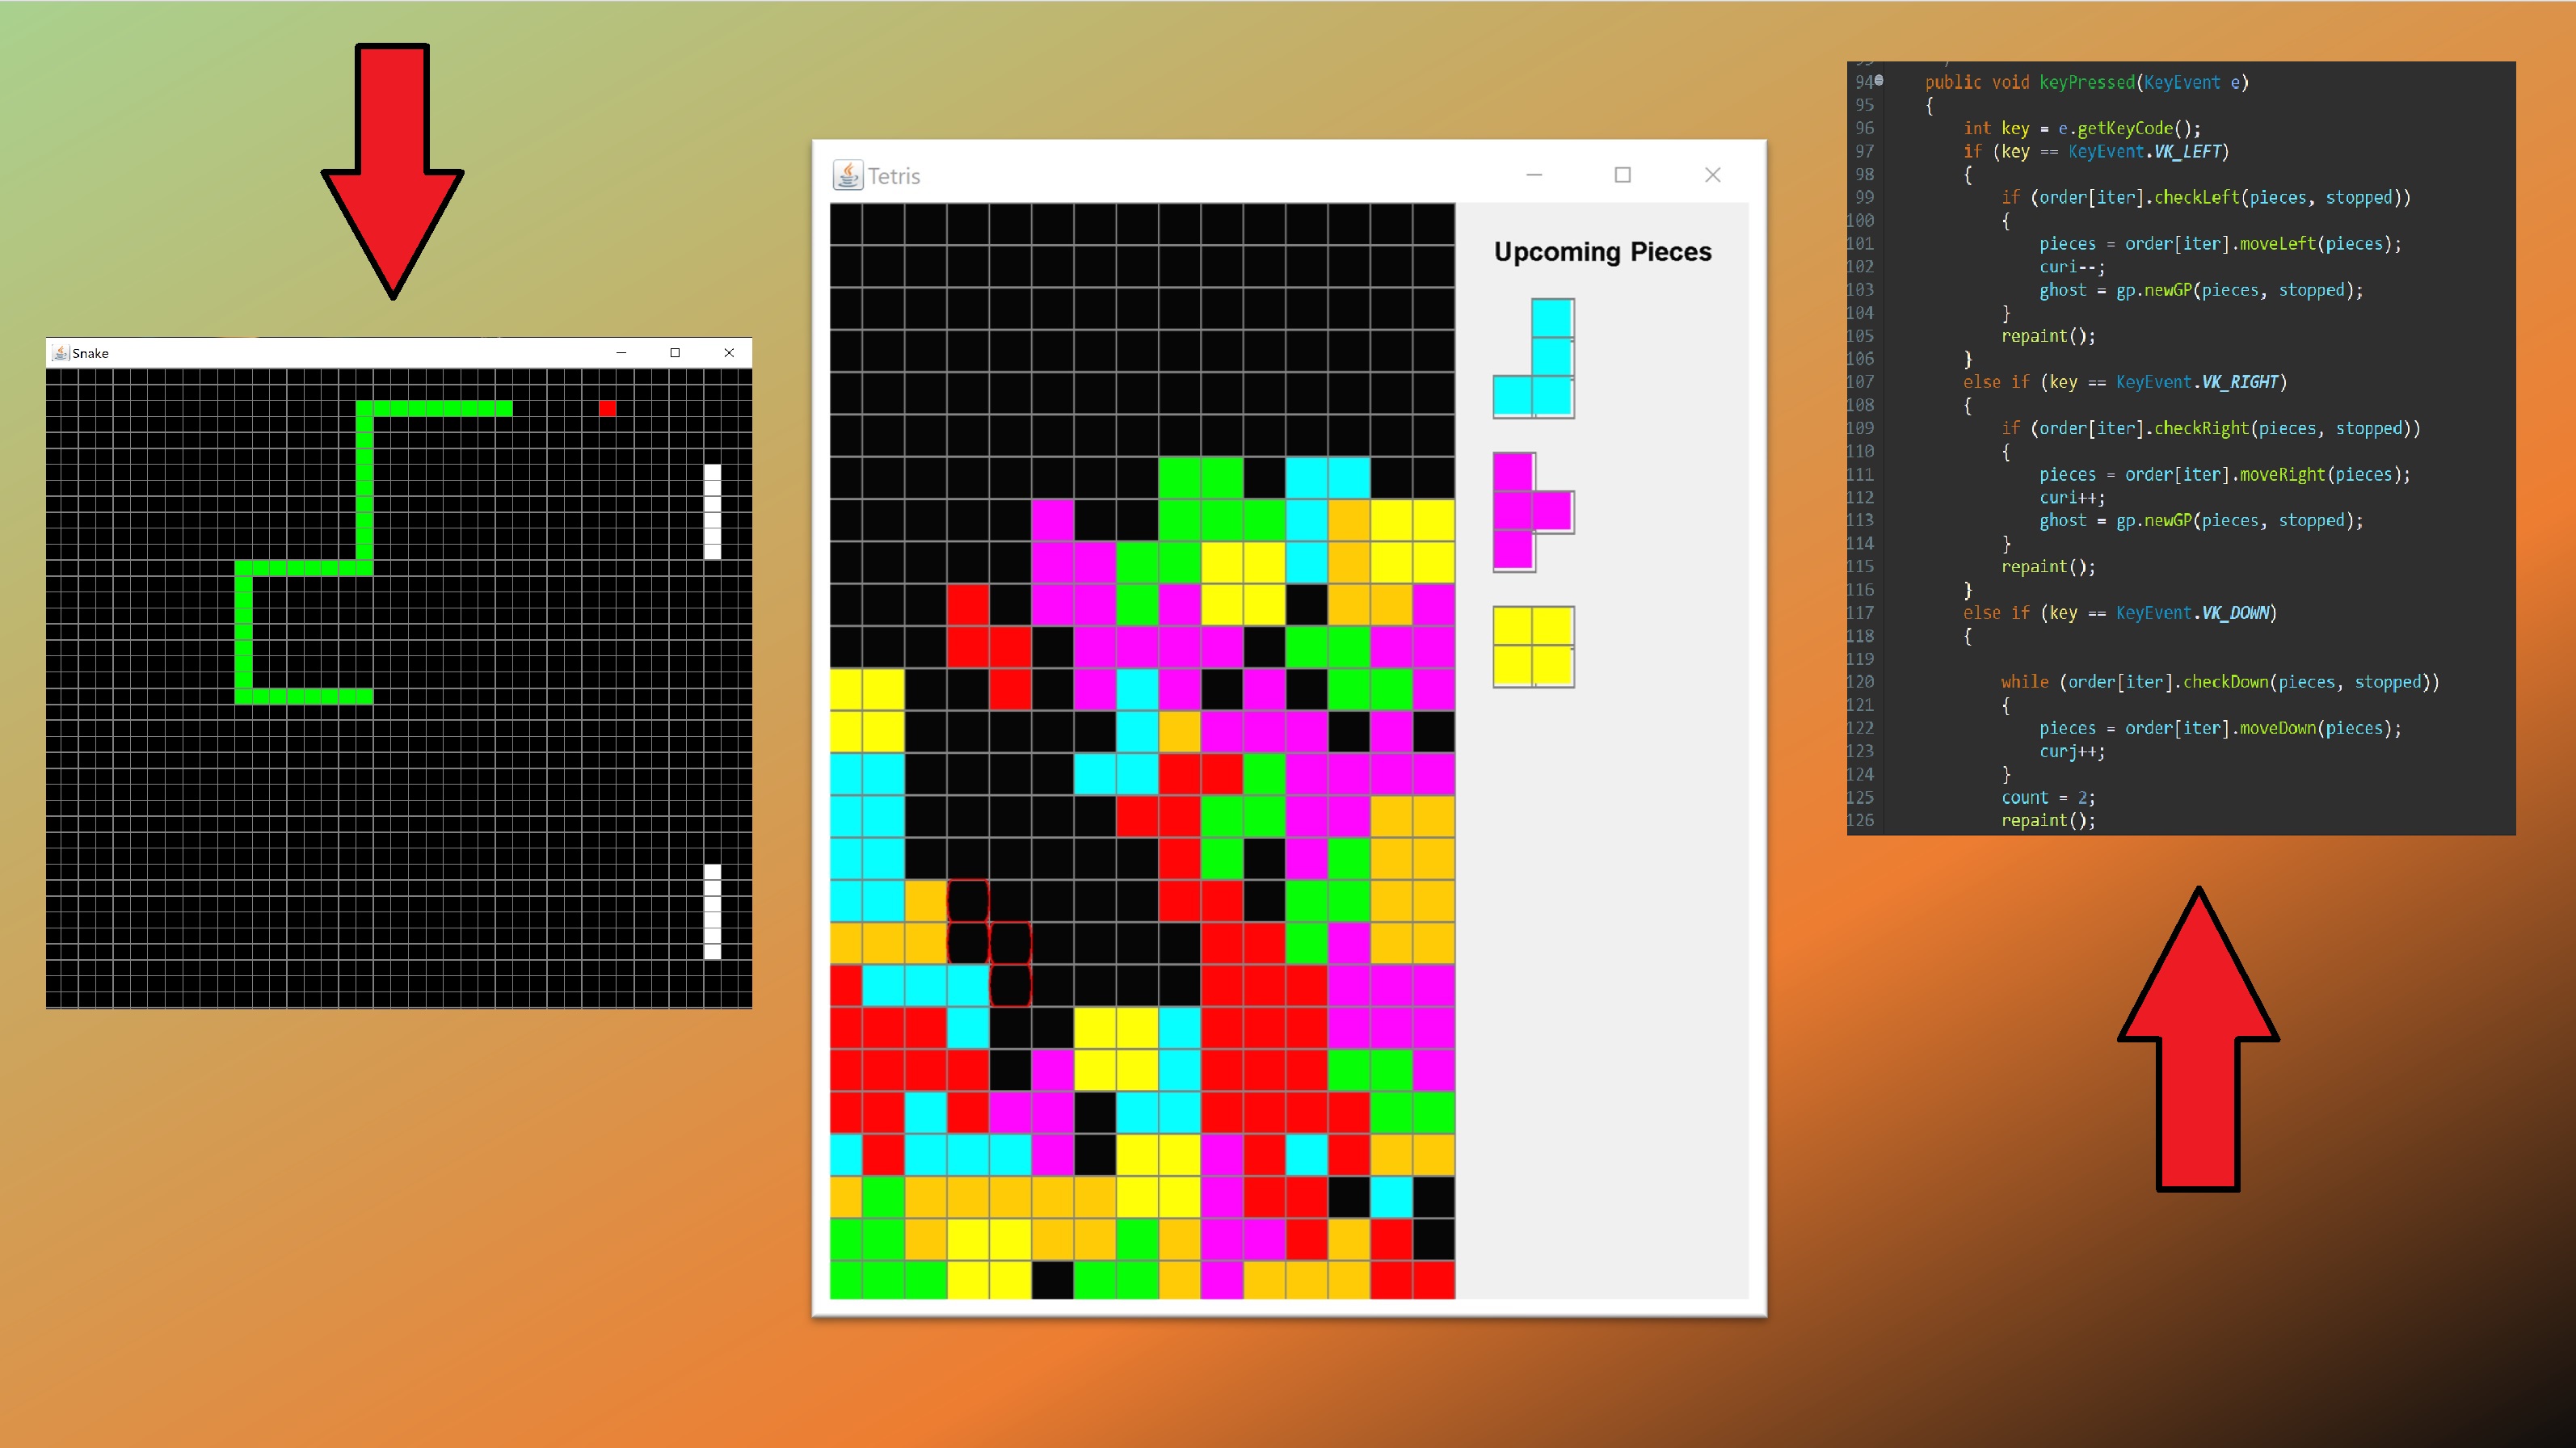 Snake
Tetris
Upcoming Pieces
94 public void keyPressed(KeyEvent e)
95 {
96 int key = e.getKeyCode();
97 if (key == KeyEvent.VK_LEFT)
98 {
99 if (order[iter].checkLeft(pieces, stopped))
100 {
101 pieces = order[iter].moveLeft(pieces);
102 curi--;
103 ghost = gp.newGP(pieces, stopped);
104 }
105 repaint();
106 }
107 else if (key == KeyEvent.VK_RIGHT)
108 {
109 if (order[iter].checkRight(pieces, stopped))
110 {
111 pieces = order[iter].moveRight(pieces);
112 curi++;
113 ghost = gp.newGP(pieces, stopped);
114 }
115 repaint();
116 }
117 else if (key == KeyEvent.VK_DOWN)
118 {
119
120 while (order[iter].checkDown(pieces, stopped))
121 {
122 pieces = order[iter].moveDown(pieces);
123 curj++;
124 }
125 count = 2;
126 repaint();